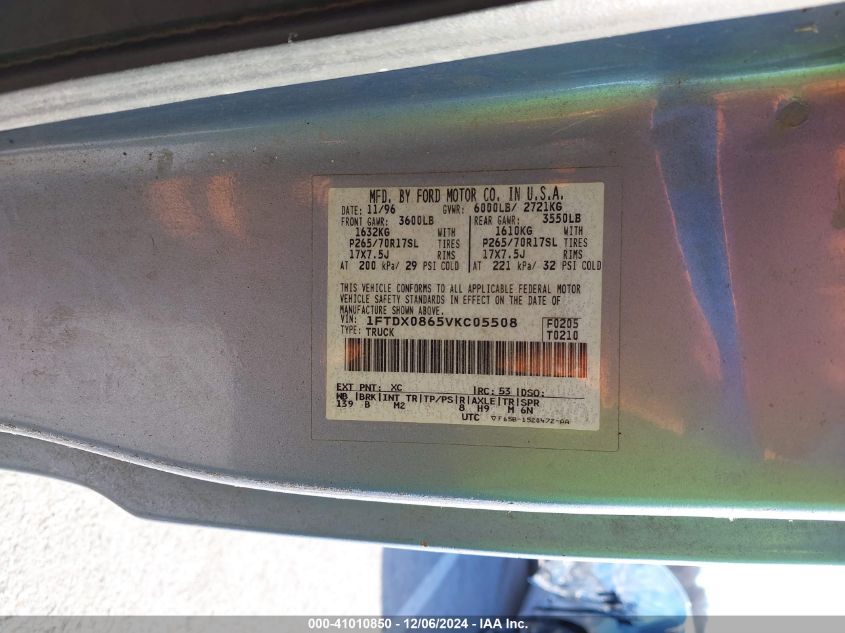 MFD. BY FORD MOTOR CO. IN U.S.A.
DATE: 11/96 GVWR: 6000LB/ 2721KG
FRONT GAWR: 3600LB REAR GAWR: 3550LB
1632KG WITH 1610KG WITH
P265/70R17SL TIRES P265/70R17SL TIRES
17X7.5J RIMS 17X7.5J RIMS
AT 200 kPa/ 29 PSI COLD AT 221 kPa/ 32 PSI COLD
THIS VEHICLE CONFORMS TO ALL APPLICABLE FEDERAL MOTOR
VEHICLE SAFETY STANDARDS IN EFFECT ON THE DATE OF
MANUFACTURE SHOWN ABOVE.
VIN: 1FTDX0865VKC05508 F0205
TYPE: TRUCK T0210
EXT PNT: XC RC: 53 DSO:
WB BRK INT TR TP/PS R AXLE TR SPR
139 B M2 8 H9 M 6N
UTC F65B-1520472-AA
000-41010850 - 12/06/2024 - IAA Inc.